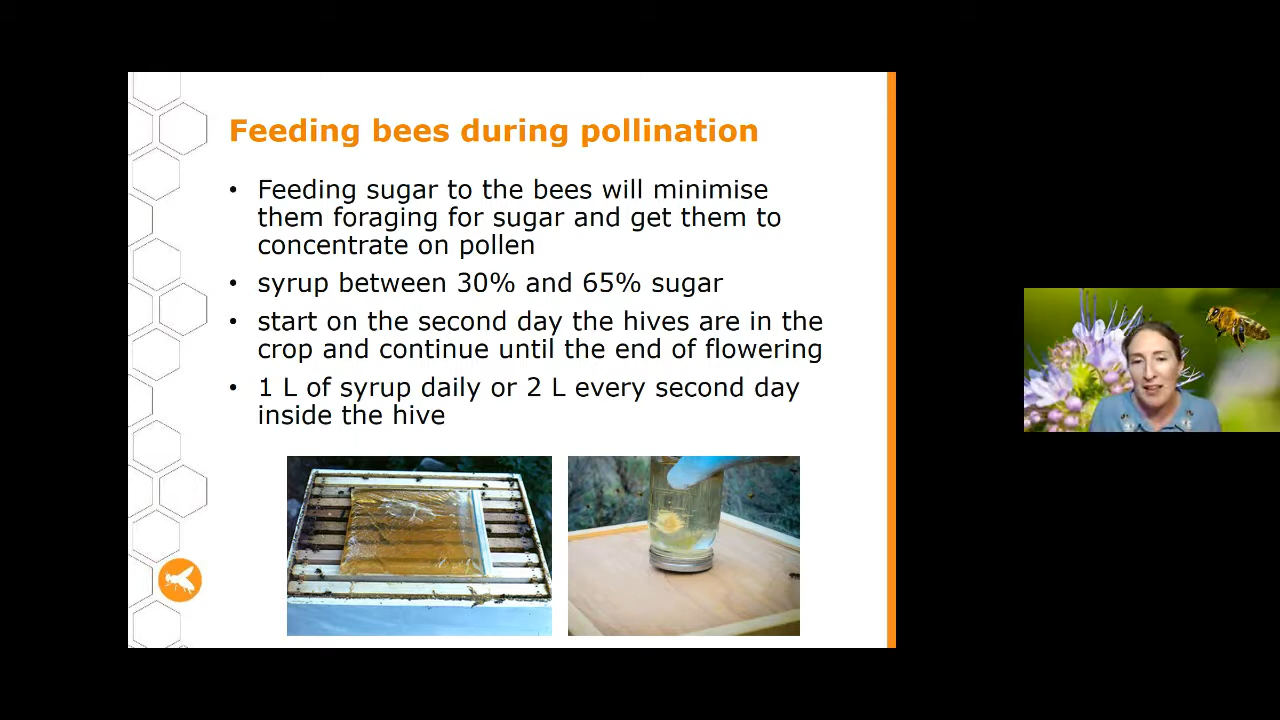 Feeding bees during pollination
• Feeding sugar to the bees will minimise
them foraging for sugar and get them to
concentrate on pollen
• syrup between 30% and 65% sugar
• start on the second day the hives are in the
crop and continue until the end of flowering
• 1 L of syrup daily or 2 L every second day
inside the hive